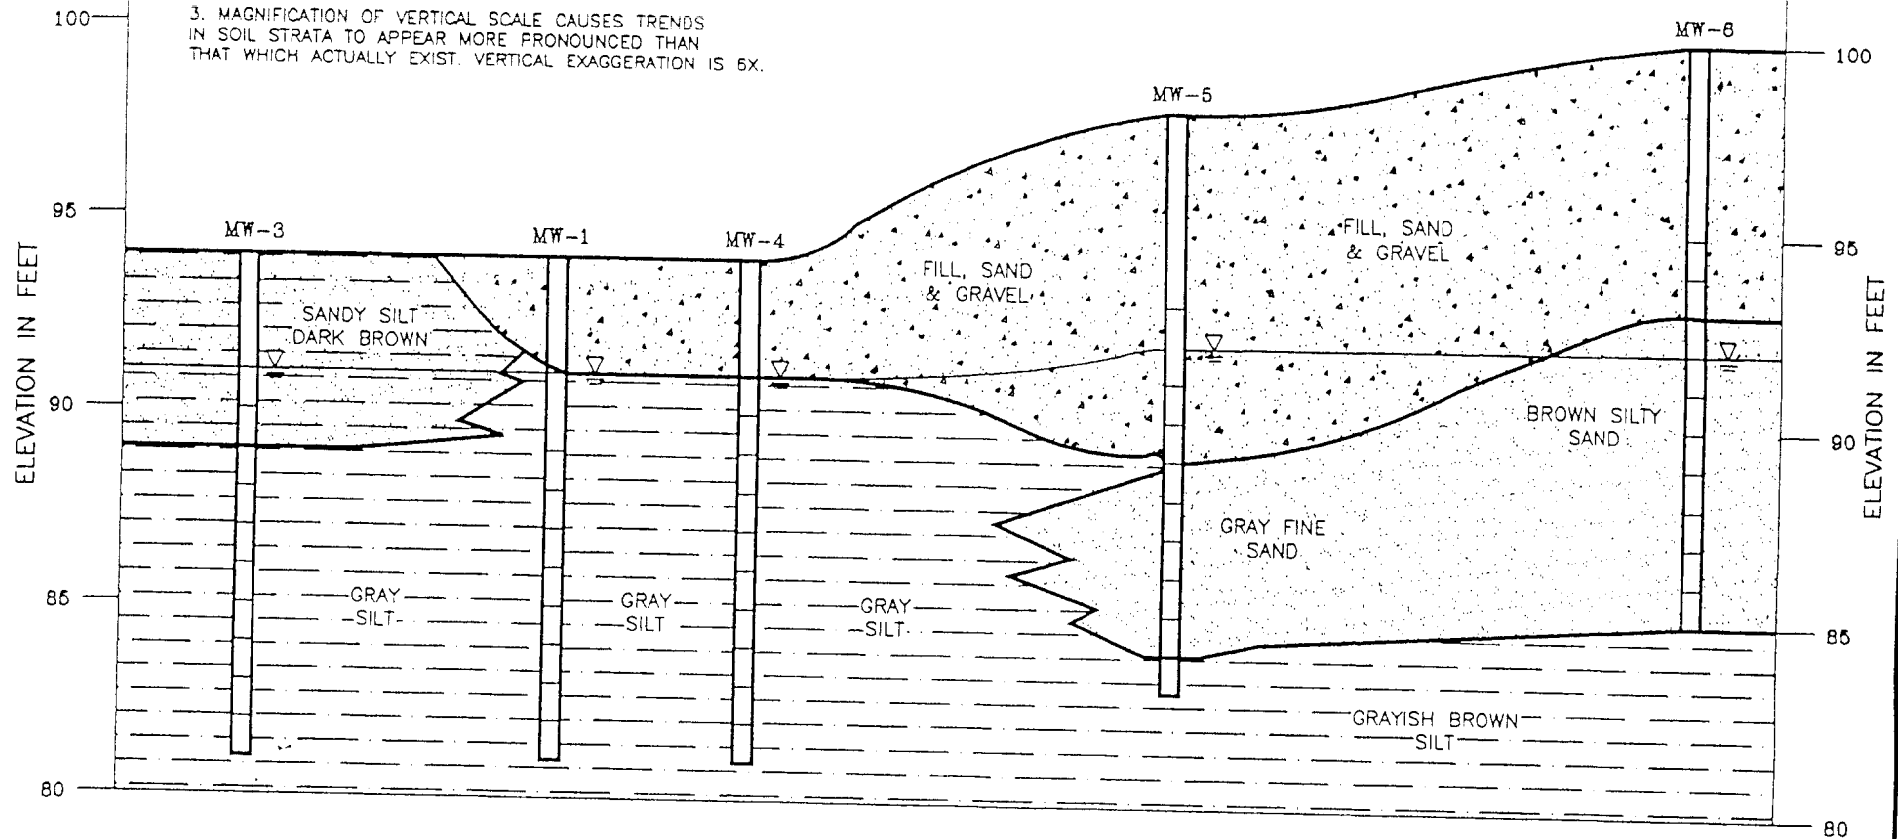 3. MAGNIFICATION OF VERTICAL SCALE CAUSES TRENDS
IN SOIL STRATA TO APPEAR MORE PRONOUNCED THAN
THAT WHICH ACTUALLY EXIST. VERTICAL EXAGGERATION IS 6X.
100
95
90
85
80
ELEVATION IN FEET
MW-3
MW-1
MW-4
MW-5
MW-6
SANDY SILT
DARK BROWN
FILL, SAND
& GRAVEL
FILL, SAND
& GRAVEL
BROWN SILTY
SAND
GRAY FINE
SAND
GRAY
SILT
GRAY
SILT
GRAY
SILT
GRAYISH BROWN
SILT
100
95
90
85
80
ELEVATION IN FEET